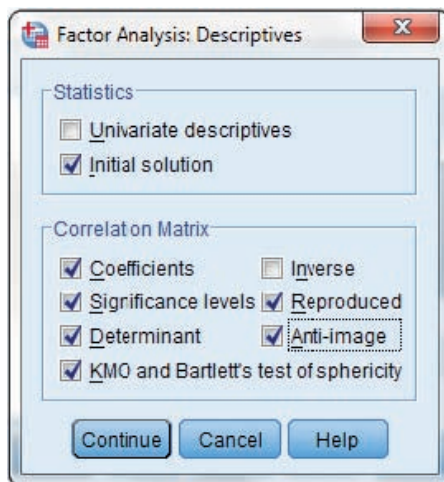 Factor Analysis: Descriptives
Statistics
Univariate descriptives
Initial solution
Correlation Matrix
Coefficients Inverse
Significance levels Reproduced
Determinant Anti-image
KMO and Bartlett's test of sphericity
Continue Cancel Help